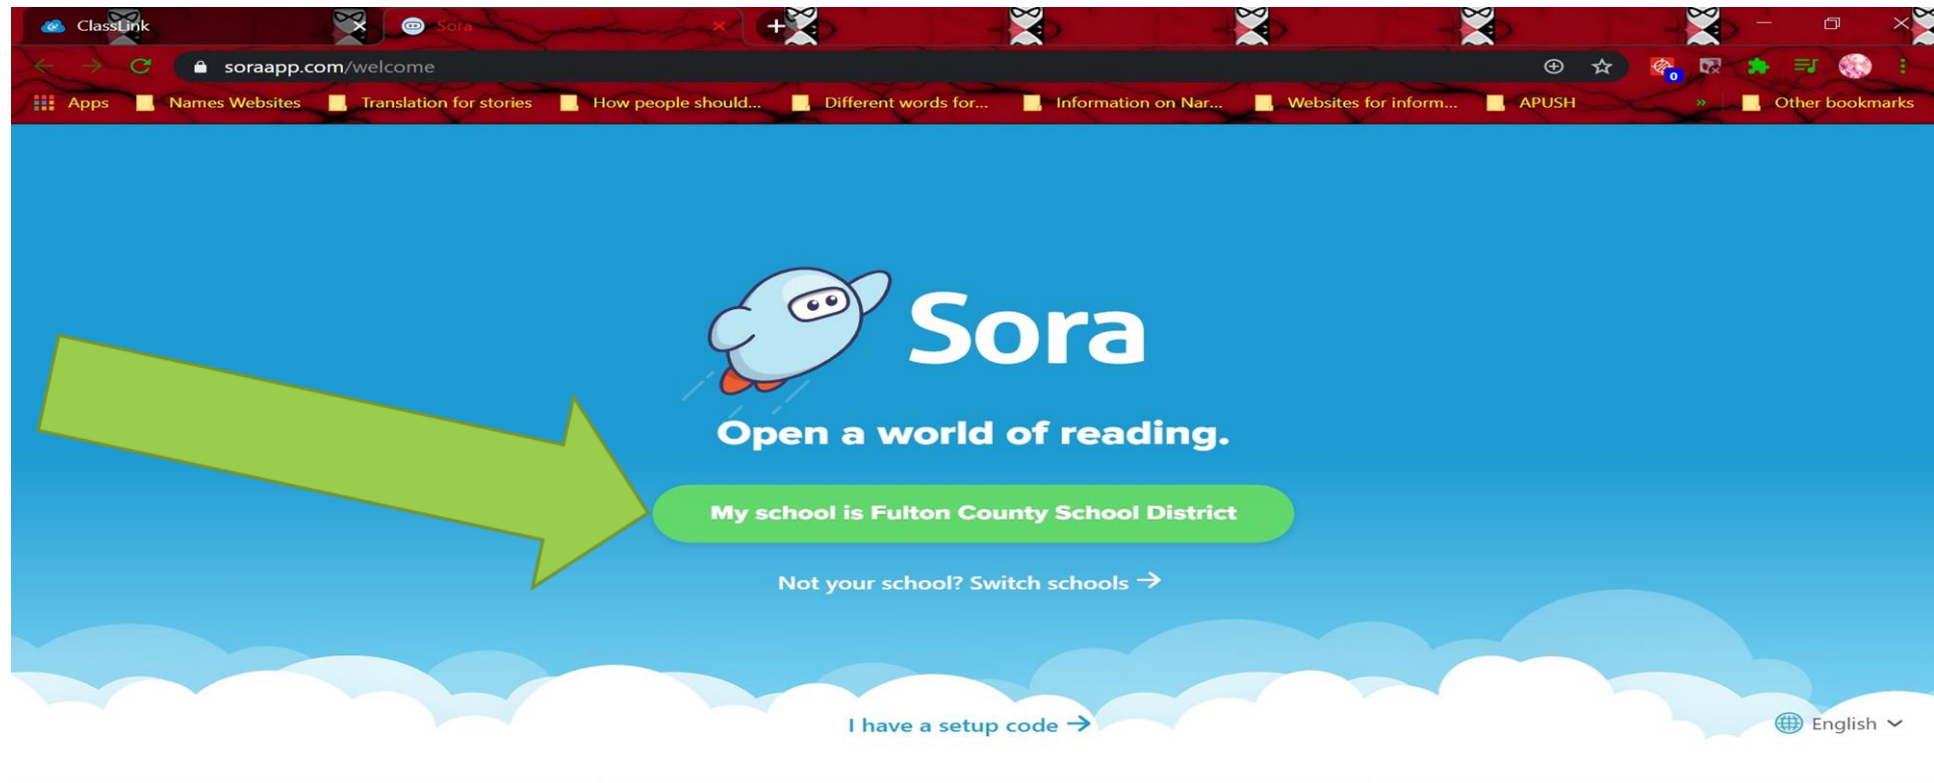 ClassLink
Sora
soraapp.com/welcome
0
Apps
Names Websites
Translation for stories
How people should...
Different words for...
Information on Nar...
Websites for inform...
APUSH
»
Other bookmarks
Sora
Open a world of reading.
My school is Fulton County School District
Not your school? Switch schools →
I have a setup code →
English